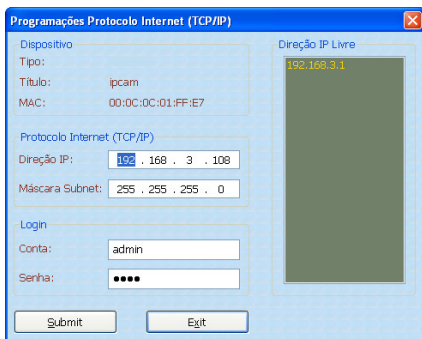 Programações Protocolo Internet (TCP/IP)
Dispositivo
Tipo:
Título: ipcam
MAC: 00:0C:0C:01:FF:E7
Protocolo Internet (TCP/IP)
Direção IP: 192 . 168 . 3 . 108
Máscara Subnet: 255 . 255 . 255 . 0
Login
Conta: admin
Senha: ●●●●
Submit Exit
Direção IP Livre
192.168.3.1